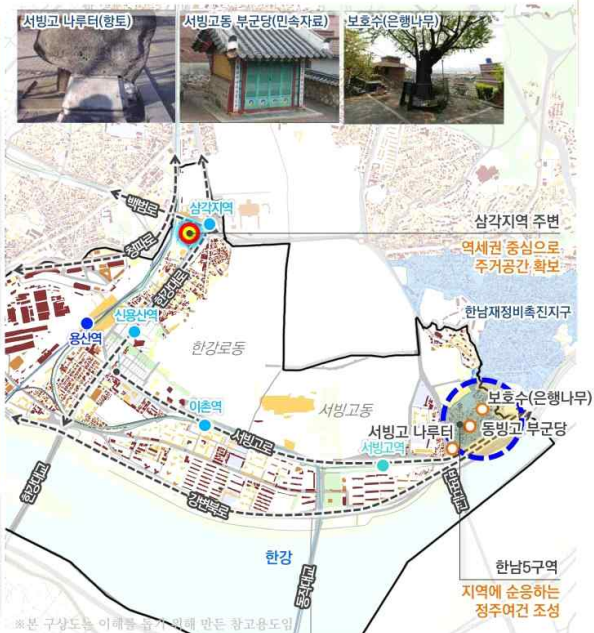 서빙고 나루터(향토)
서빙고동 부군당(민속자료)
보호수(은행나무)
백범로
삼각지역
삼각지역 주변
청파로
역세권 중심으로
주거공간 확보
한강대로
한남재정비촉진지구
신용산역
용산역
한강로동
보호수(은행나무)
이촌역
서빙고동
서빙고 나루터
동빙고 부군당
서빙고로
서빙고역
한강대교
강변북로
반포대교
한강
동작대교
한남5구역
지역에 순응하는
정주여건 조성
※본 구상도는 이해를 돕기 위해 만든 참고용도임